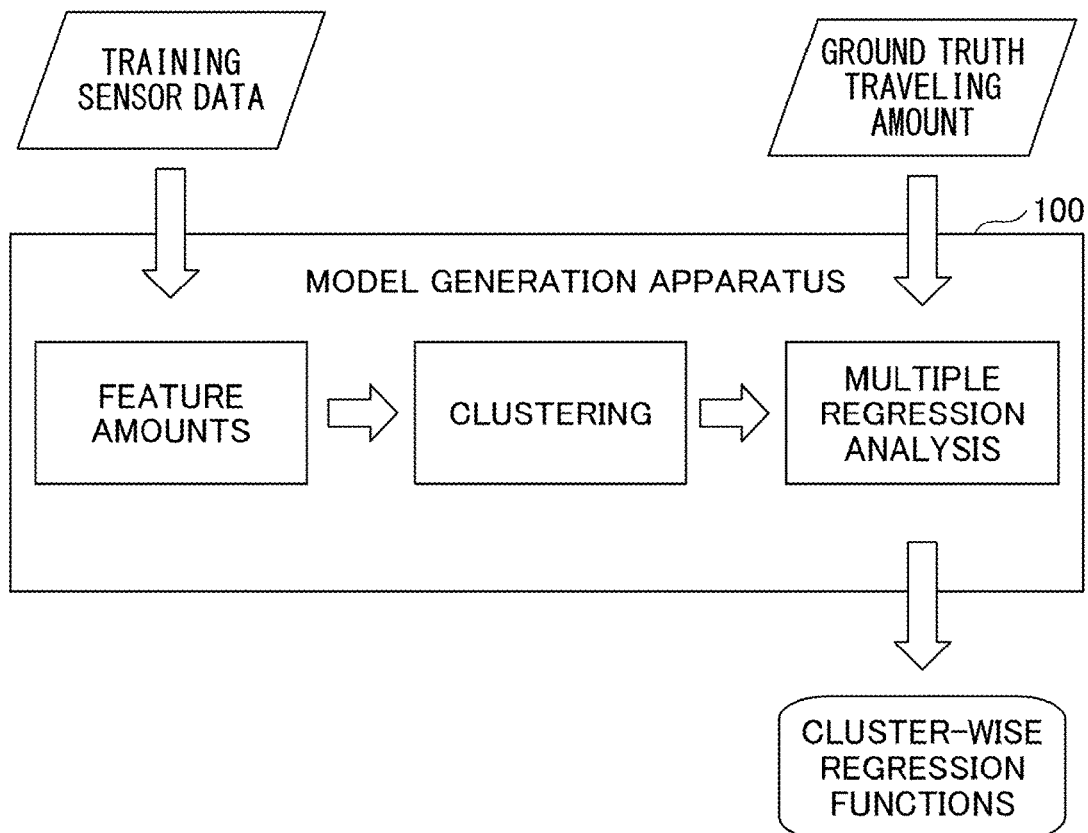 TRAINING
SENSOR DATA
GROUND TRUTH
TRAVELING
AMOUNT
100
MODEL GENERATION APPARATUS
FEATURE
AMOUNTS
CLUSTERING
MULTIPLE
REGRESSION
ANALYSIS
CLUSTER-WISE
REGRESSION
FUNCTIONS